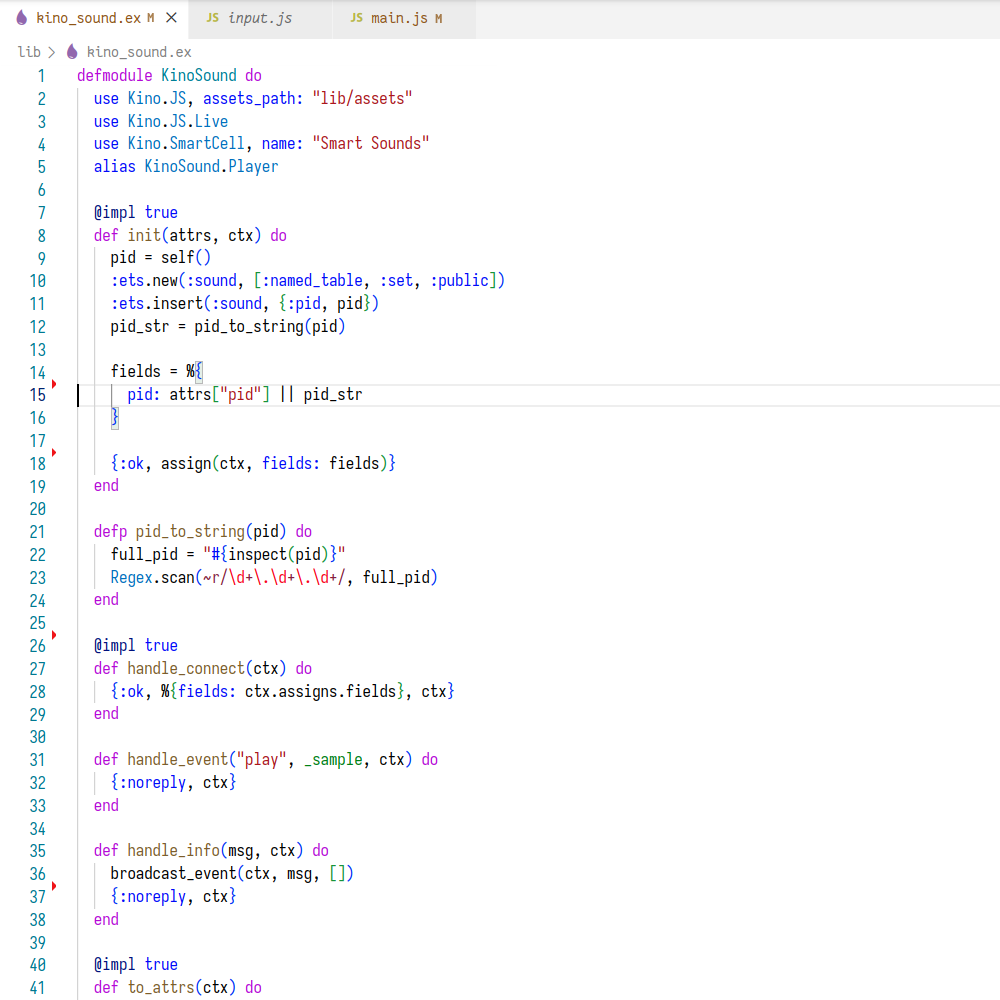 kino_sound.ex M JS input.js JS main.js M
lib > kino_sound.ex
1 defmodule KinoSound do
2 use Kino.JS, assets_path: "lib/assets"
3 use Kino.JS.Live
4 use Kino.SmartCell, name: "Smart Sounds"
5 alias KinoSound.Player
6
7 @impl true
8 def init(attrs, ctx) do
9 pid = self()
10 :ets.new(:sound, [:named_table, :set, :public])
11 :ets.insert(:sound, {:pid, pid})
12 pid_str = pid_to_string(pid)
13
14 fields = %{
15 pid: attrs["pid"] || pid_str
16 }
17
18 {:ok, assign(ctx, fields: fields)}
19 end
20
21 defp pid_to_string(pid) do
22 full_pid = "#{inspect(pid)}"
23 Regex.scan(~r/\d+\.\d+\.\d+/, full_pid)
24 end
25
26 @impl true
27 def handle_connect(ctx) do
28 {:ok, %{fields: ctx.assigns.fields}, ctx}
29 end
30
31 def handle_event("play", _sample, ctx) do
32 {:noreply, ctx}
33 end
34
35 def handle_info(msg, ctx) do
36 broadcast_event(ctx, msg, [])
37 {:noreply, ctx}
38 end
39
40 @impl true
41 def to_attrs(ctx) do